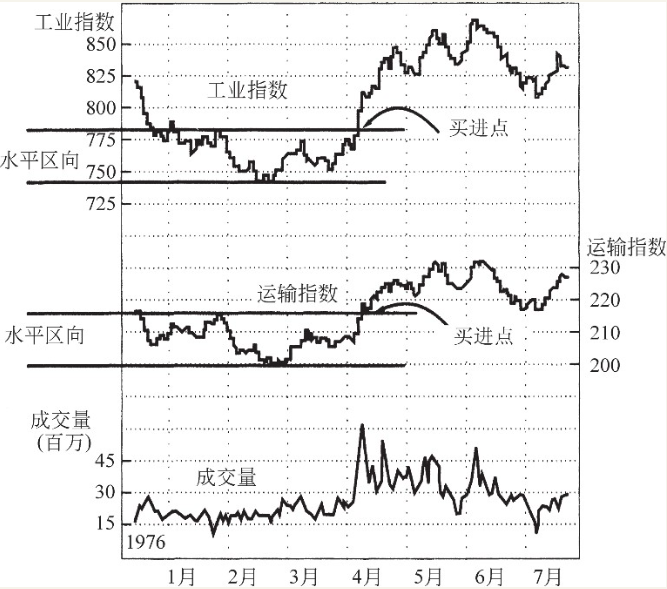 工业指数
850
825
800
775
750
725
工业指数
买进点
水平区向
运输指数
230
220
210
200
运输指数
买进点
水平区向
成交量
(百万)
45
30
15
成交量
1976
1月 2月 3月 4月 5月 6月 7月